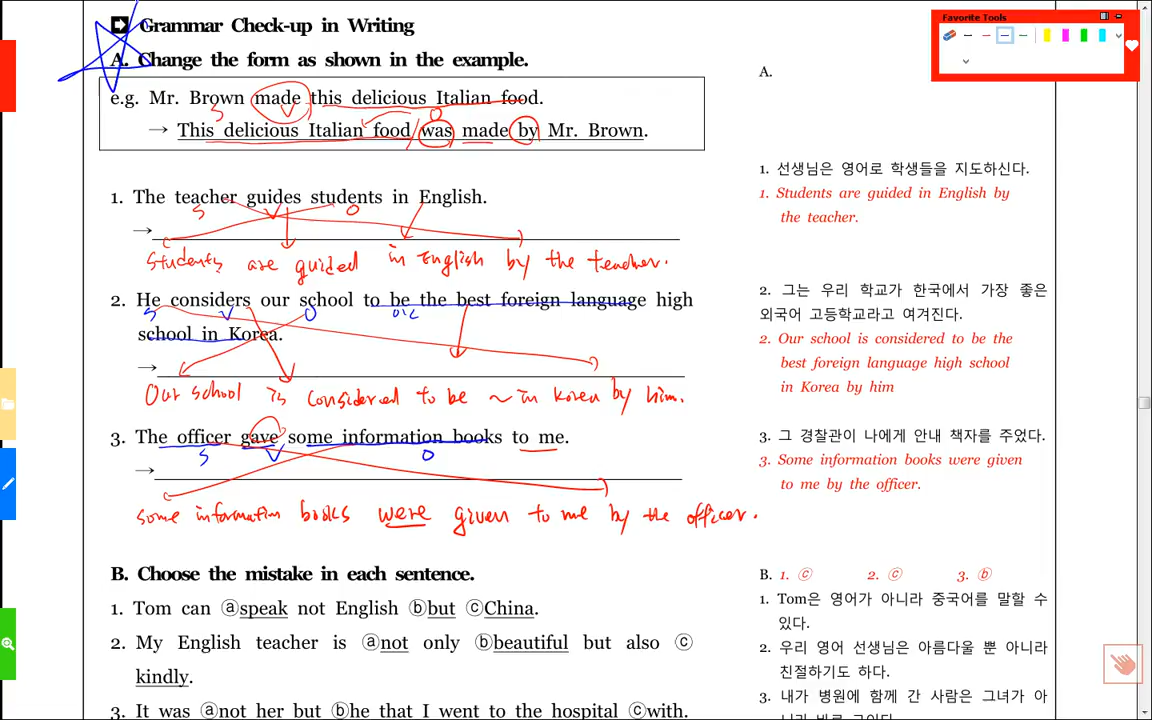 Favorite Tools
➡ Grammar Check-up in Writing
A. Change the form as shown in the example.
e.g. Mr. Brown made this delicious Italian food.
S V O
→ This delicious Italian food / was made by Mr. Brown.
1. The teacher guides students in English.
S V O
→
Students are guided in English by the teacher.
2. He considers our school to be the best foreign language high
S V O O.C
school in Korea.
→
Our school is considered to be ~ in Korea by him.
3. The officer gave some information books to me.
S V O
→
Some information books were given to me by the officer.
B. Choose the mistake in each sentence.
1. Tom can ⓐspeak not English ⓑbut ⓒChina.
2. My English teacher is ⓐnot only ⓑbeautiful but also ⓒ
kindly.
3. It was ⓐnot her but ⓑhe that I went to the hospital ⓒwith.
A.
1. 선생님은 영어로 학생들을 지도하신다.
1. Students are guided in English by
the teacher.
2. 그는 우리 학교가 한국에서 가장 좋은
외국어 고등학교라고 여겨진다.
2. Our school is considered to be the
best foreign language high school
in Korea by him
3. 그 경찰관이 나에게 안내 책자를 주었다.
3. Some information books were given
to me by the officer.
B. 1. ⓒ 2. ⓒ 3. ⓑ
1. Tom은 영어가 아니라 중국어를 말할 수
있다.
2. 우리 영어 선생님은 아름다울 뿐 아니라
친절하기도 하다.
3. 내가 병원에 함께 간 사람은 그녀가 아
니라 바로 그이다.